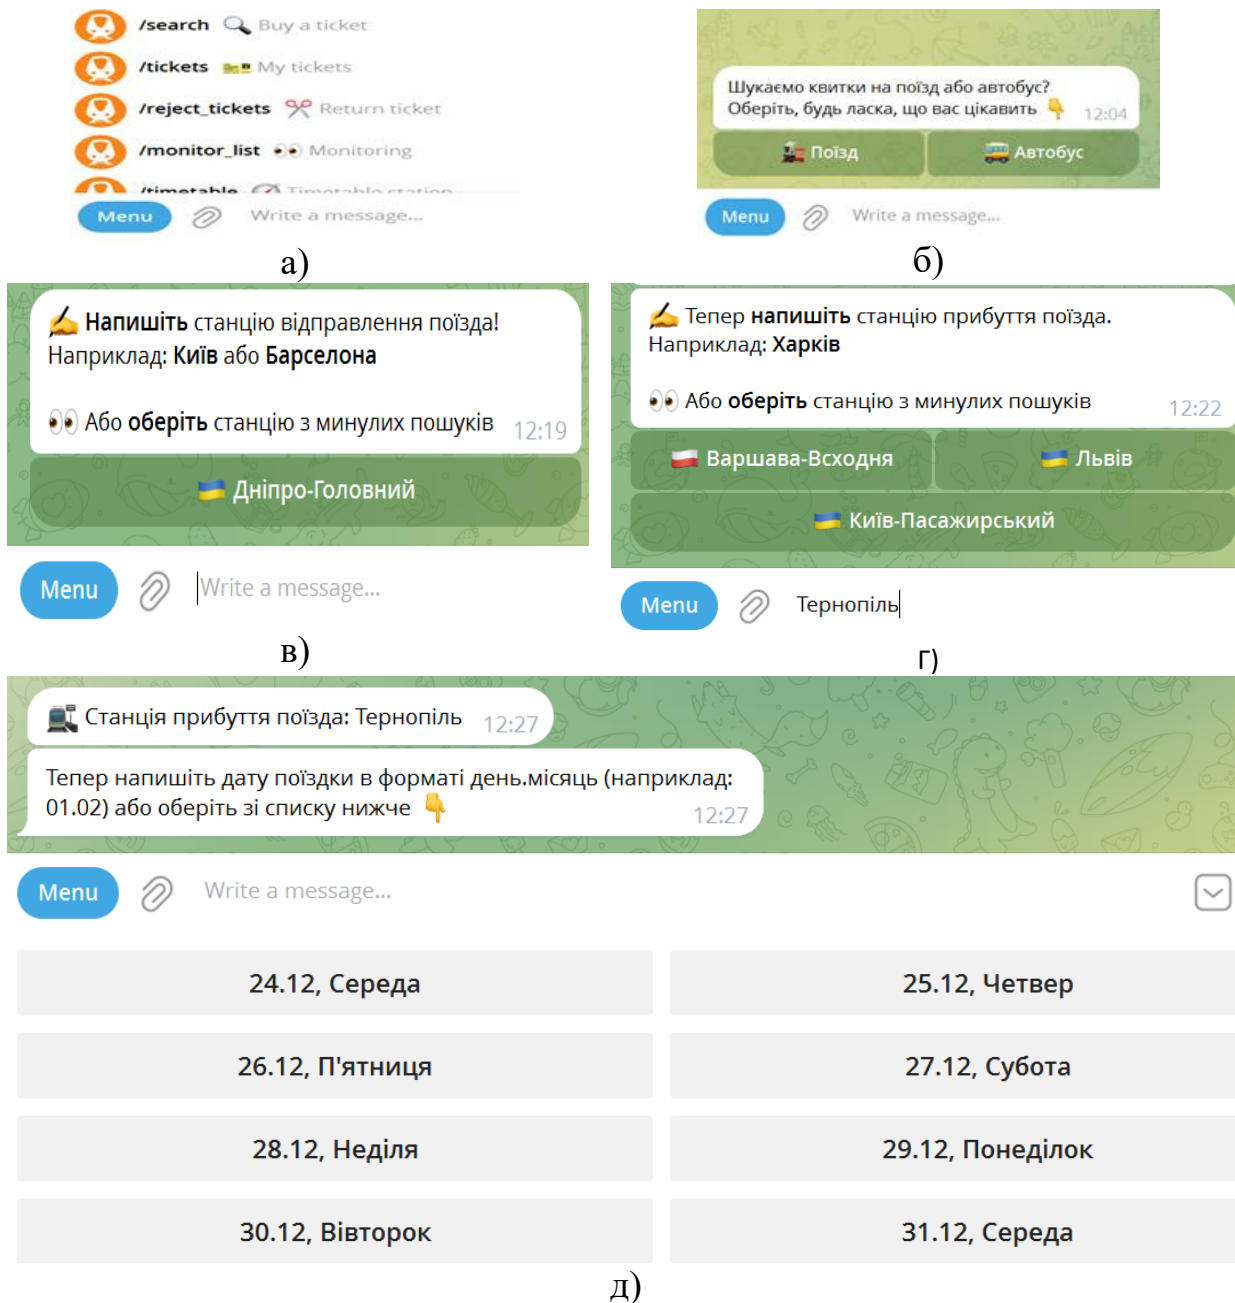 /search Buy a ticket
/tickets My tickets
/reject_tickets Return ticket
/monitor_list Monitoring
/timetable Timetable station
Menu Write a message...
а)
Шукаємо квитки на поїзд або автобус?
Оберіть, будь ласка, що вас цікавить 12:04
Поїзд Автобус
Menu Write a message...
б)
Напишіть станцію відправлення поїзда!
Наприклад: Київ або Барселона
Або оберіть станцію з минулих пошуків 12:19
Дніпро-Головний
Menu Write a message...
в)
Тепер напишіть станцію прибуття поїзда.
Наприклад: Харків
Або оберіть станцію з минулих пошуків 12:22
Варшава-Всходня Львів
Київ-Пасажирський
Menu Тернопіль
г)
Станція прибуття поїзда: Тернопіль 12:27
Тепер напишіть дату поїздки в форматі день.місяць (наприклад:
01.02) або оберіть зі списку нижче 12:27
Menu Write a message...
24.12, Середа 25.12, Четвер
26.12, П'ятниця 27.12, Субота
28.12, Неділя 29.12, Понеділок
30.12, Вівторок 31.12, Середа
д)